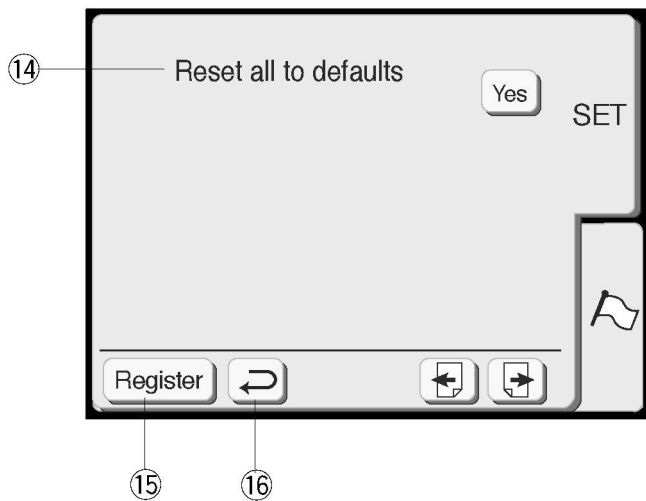 ⑭
Reset all to defaults
Yes
SET
Register
⑮
⑯